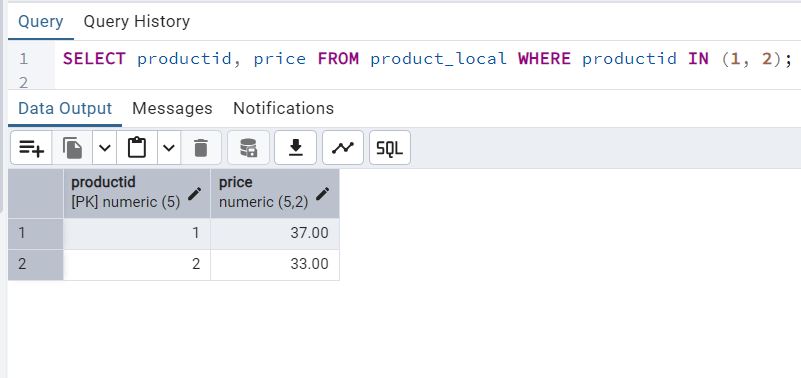 Query Query History
1 SELECT productid, price FROM product_local WHERE productid IN (1, 2);
2
Data Output Messages Notifications
SQL
productid price
[PK] numeric (5) numeric (5,2)
1 1 37.00
2 2 33.00